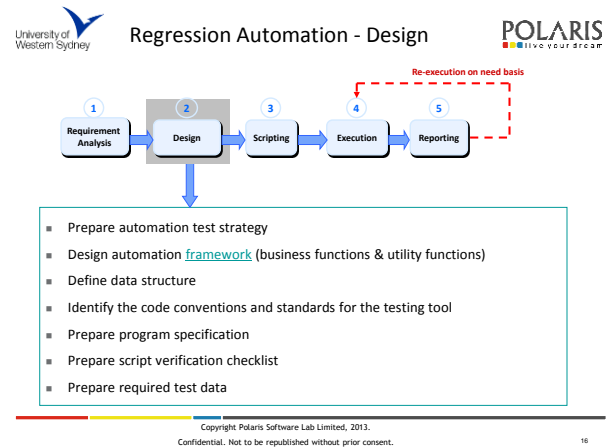 University of
Western Sydney
Regression Automation - Design
POLARIS
live your dream
Re-execution on need basis
1
2
3
4
5
Requirement
Analysis
Design
Scripting
Execution
Reporting
Prepare automation test strategy
Design automation framework (business functions & utility functions)
Define data structure
Identify the code conventions and standards for the testing tool
Prepare program specification
Prepare script verification checklist
Prepare required test data
Copyright Polaris Software Lab Limited, 2013.
Confidential. Not to be republished without prior consent.
16